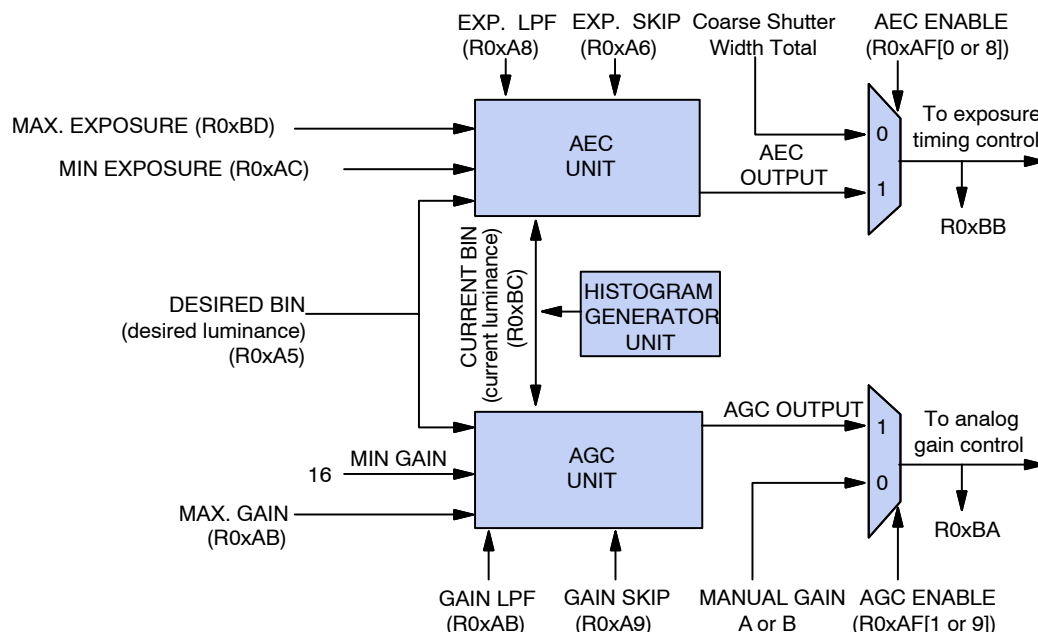 EXP. LPF
(R0xA8)
EXP. SKIP
(R0xA6)
Coarse Shutter
Width Total
AEC ENABLE
(R0xAF[0 or 8])
MAX. EXPOSURE (R0xBD)
MIN EXPOSURE (R0xAC)
AEC
UNIT
AEC
OUTPUT
0
1
To exposure
timing control
R0xBB
DESIRED BIN
(desired luminance)
(R0xA5)
CURRENT BIN
(current luminance)
(R0xBC)
HISTOGRAM
GENERATOR
UNIT
16
MIN GAIN
MAX. GAIN
(R0xAB)
AGC
UNIT
AGC OUTPUT
1
0
To analog
gain control
R0xBA
GAIN LPF
(R0xAB)
GAIN SKIP
(R0xA9)
MANUAL GAIN
A or B
AGC ENABLE
(R0xAF[1 or 9])